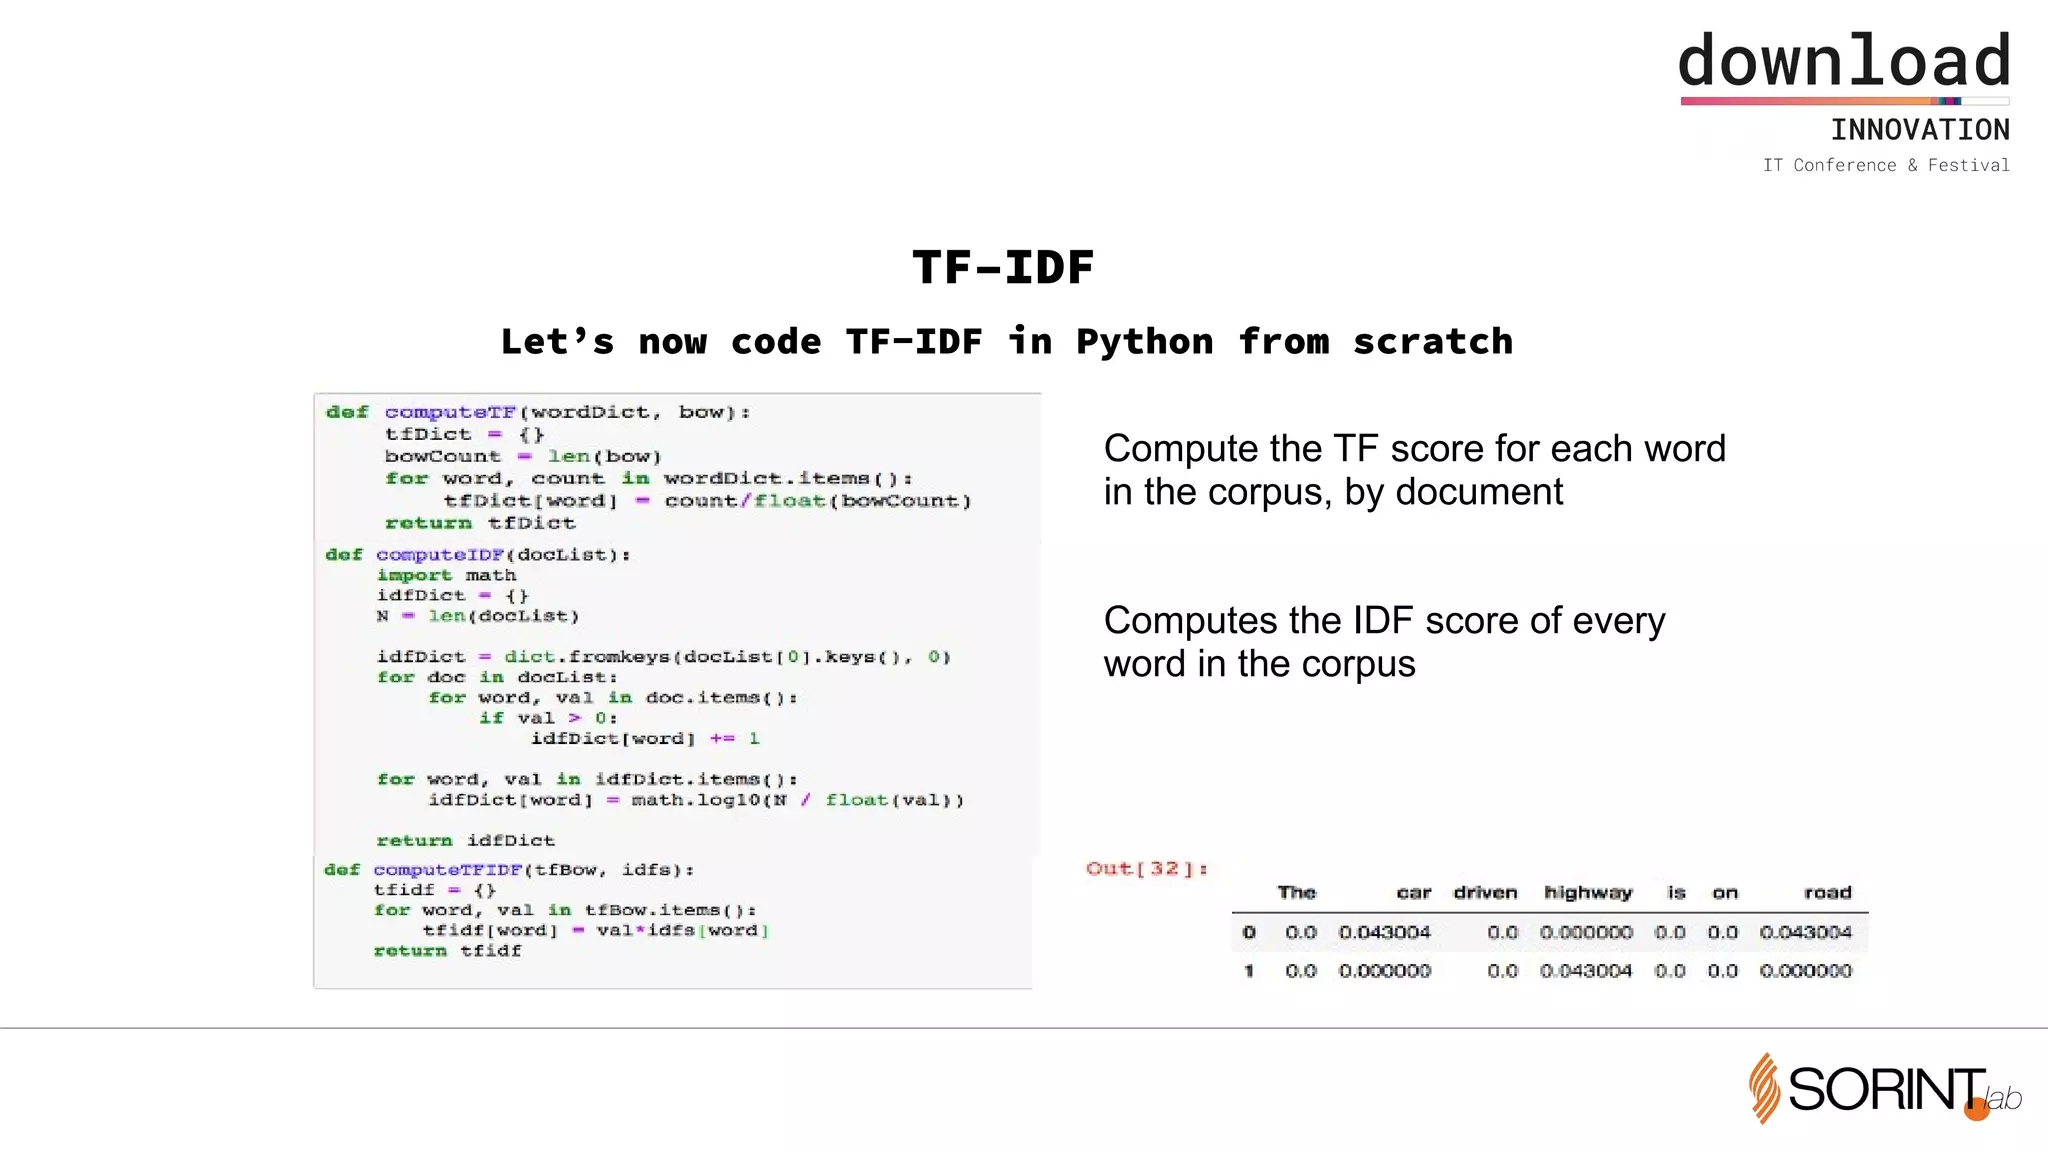 download
INNOVATION
IT Conference & Festival
TF-IDF
Let’s now code TF-IDF in Python from scratch
def computeTF(wordDict, bow):
    tfDict = {}
    bowCount = len(bow)
    for word, count in wordDict.items():
        tfDict[word] = count/float(bowCount)
    return tfDict
Compute the TF score for each word
in the corpus, by document
def computeIDF(docList):
    import math
    idfDict = {}
    N = len(docList)
    idfDict = dict.fromkeys(docList[0].keys(), 0)
    for doc in docList:
        for word, val in doc.items():
            if val > 0:
                idfDict[word] += 1
    for word, val in idfDict.items():
        idfDict[word] = math.log10(N / float(val))
    return idfDict
Computes the IDF score of every
word in the corpus
def computeTFIDF(tfBow, idfs):
    tfidf = {}
    for word, val in tfBow.items():
        tfidf[word] = val*idfs[word]
    return tfidf
Out[32]:
The car driven highway is on road
0 0.0 0.043004 0.0 0.000000 0.0 0.0 0.043004
1 0.0 0.000000 0.0 0.043004 0.0 0.0 0.000000
SORINT.lab